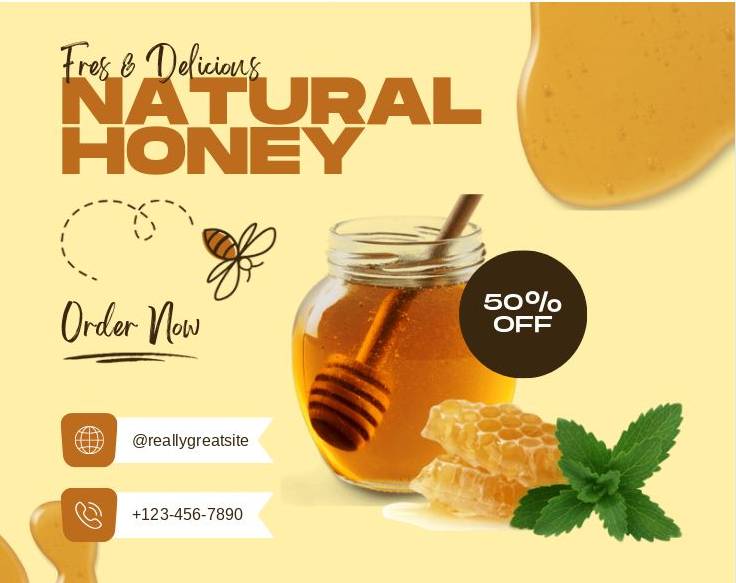 Fres & Delicious
NATURAL
HONEY
Order Now
50%
OFF
@reallygreatsite
+123-456-7890